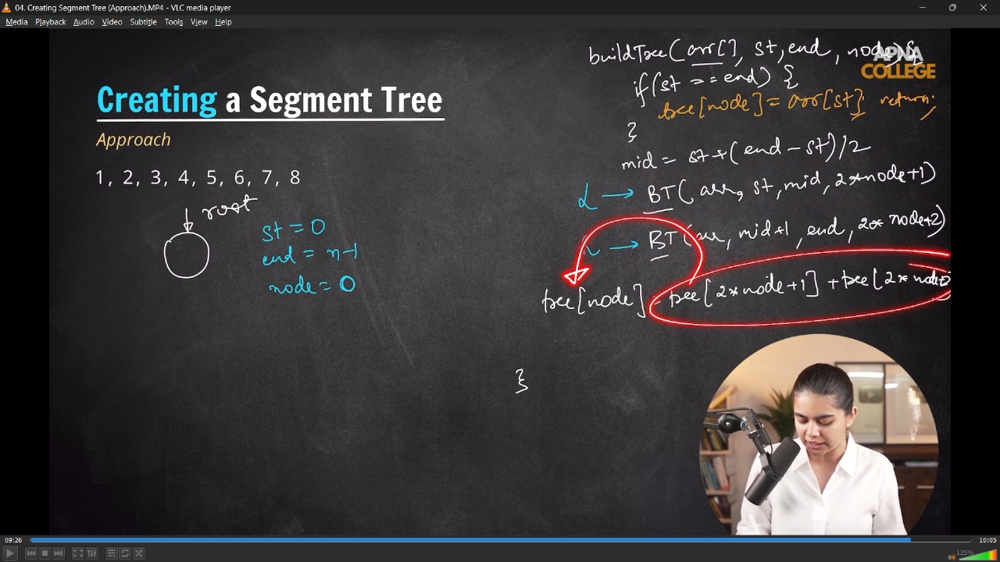 04. Creating Segment Tree (Approach).MP4 - VLC media player
Media Playback Audio Video Subtitle Tools View Help
buildTree(arr[], st, end, node) {
APNA
COLLEGE
if(st == end) {
tree[node] = arr[st]; return;
}
mid = st + (end - st)/2
L → BT(arr, st, mid, 2*node+1)
→ BT(arr, mid+1, end, 2* node+2)
tree[node] = tree[2*node+1] + tree[2*node+2
}
Creating a Segment Tree
Approach
1, 2, 3, 4, 5, 6, 7, 8
root
st = 0
end = n-1
node = 0
09:26
10:05
125%